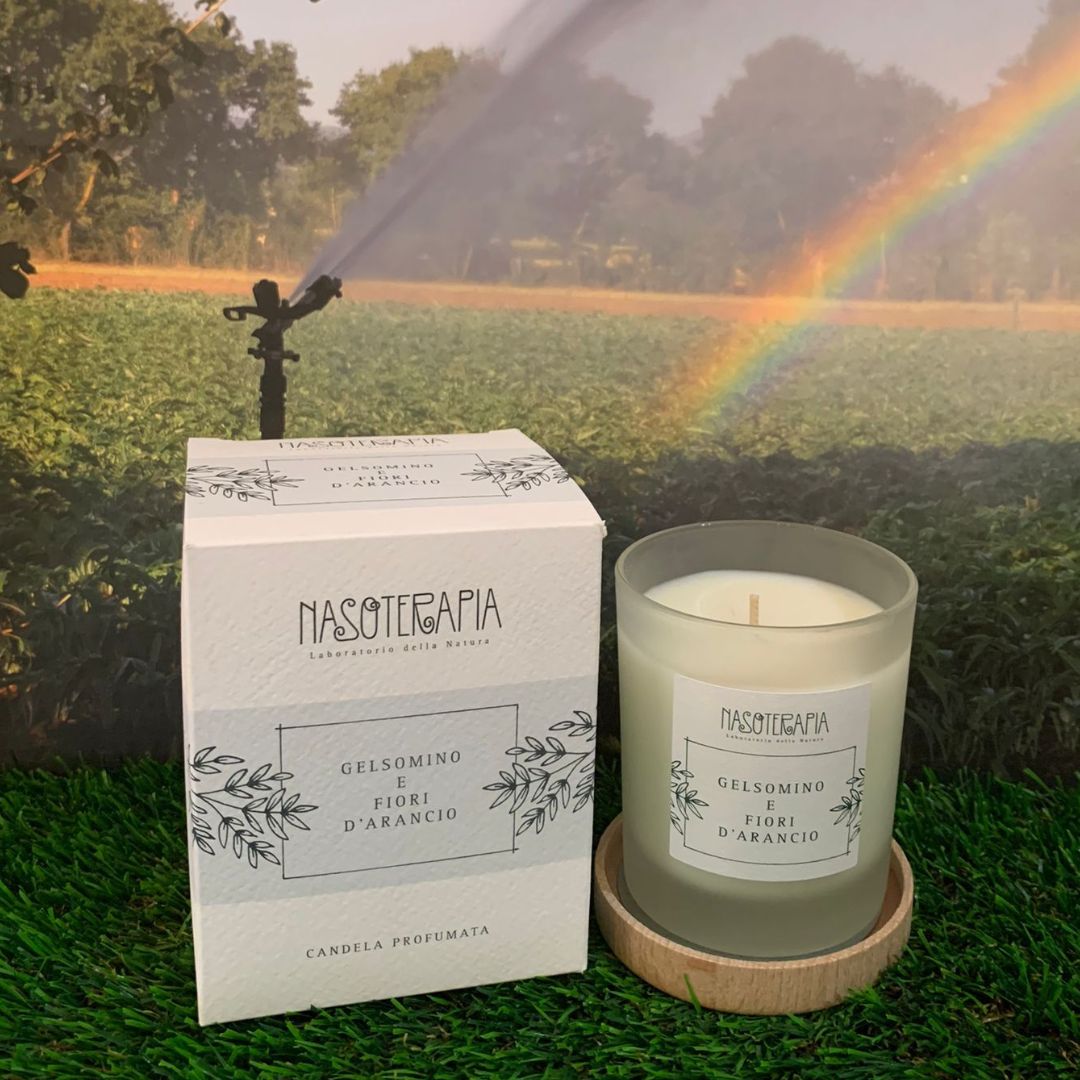 NASOTERAPIA
GELSOMINO
E
FIORI
D'ARANCIO
NASOTERAPIA
Laboratorio della Natura
GELSOMINO
E
FIORI
D'ARANCIO
CANDELA PROFUMATA
NASOTERAPIA
Laboratorio della Natura
GELSOMINO
E
FIORI
D'ARANCIO